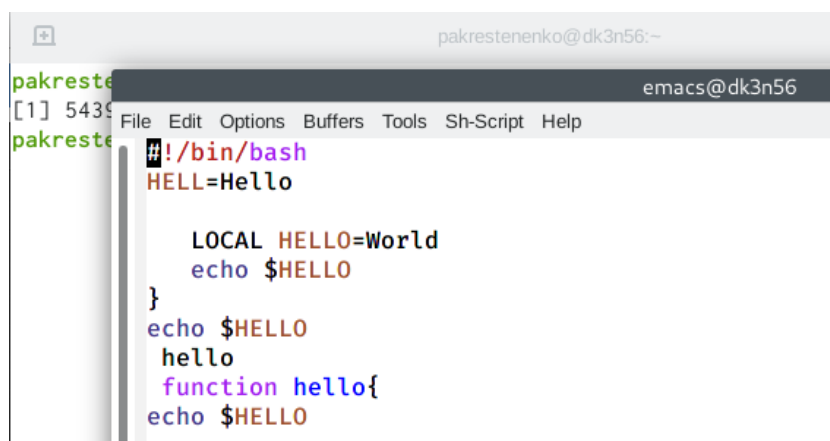 pakrestenenko@dk3n56:~
pakreste
[1] 5439
pakreste
emacs@dk3n56
File Edit Options Buffers Tools Sh-Script Help
#!/bin/bash
HELL=Hello
LOCAL HELLO=World
echo $HELLO
}
echo $HELLO
hello
function hello{
echo $HELLO